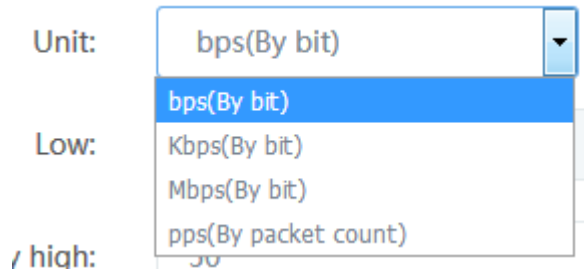 Unit: bps(By bit)
bps(By bit)
Low: Kbps(By bit)
Mbps(By bit)
pps(By packet count)
high: